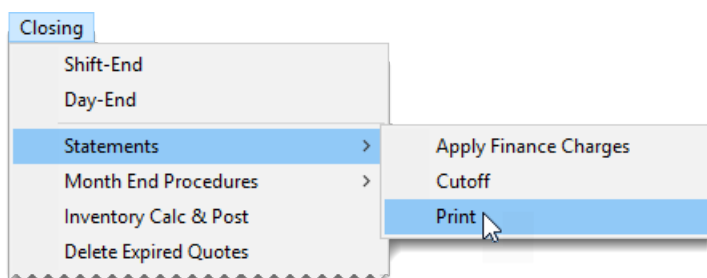 Closing
Shift-End
Day-End
Statements
Month End Procedures
Inventory Calc & Post
Delete Expired Quotes
Apply Finance Charges
Cutoff
Print